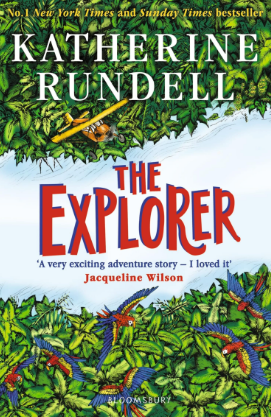 No.1 New York Times and Sunday Times bestseller
KATHERINE
RUNDELL
THE
EXPLORER
‘A very exciting adventure story – I loved it’
Jacqueline Wilson
BLOOMSBURY